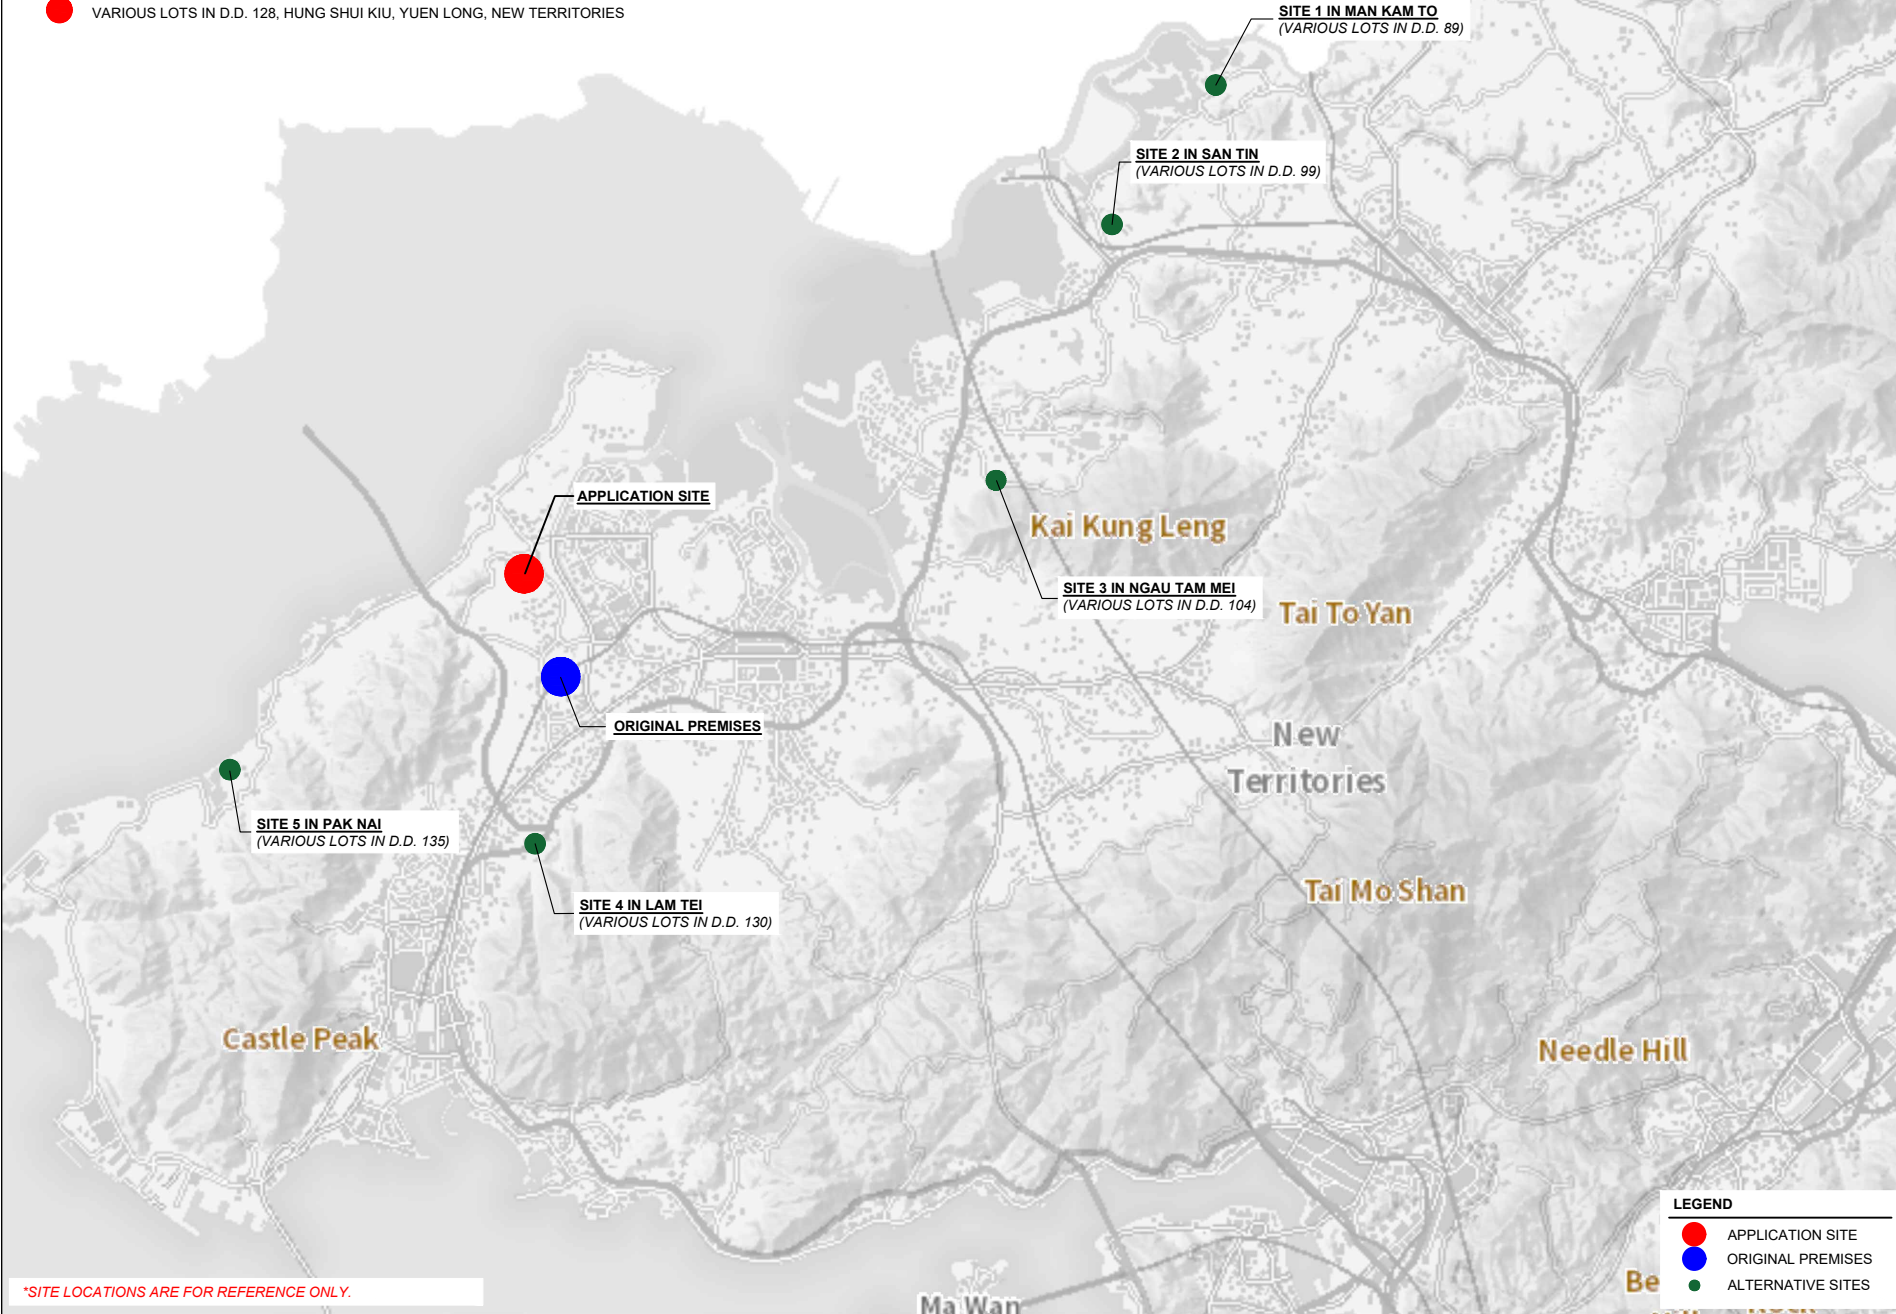 VARIOUS LOTS IN D.D. 128, HUNG SHUI KIU, YUEN LONG, NEW TERRITORIES
SITE 1 IN MAN KAM TO
(VARIOUS LOTS IN D.D. 89)
SITE 2 IN SAN TIN
(VARIOUS LOTS IN D.D. 99)
APPLICATION SITE
Kai Kung Leng
SITE 3 IN NGAU TAM MEI
(VARIOUS LOTS IN D.D. 104)
Tai To Yan
ORIGINAL PREMISES
New
Territories
SITE 5 IN PAK NAI
(VARIOUS LOTS IN D.D. 135)
SITE 4 IN LAM TEI
(VARIOUS LOTS IN D.D. 130)
Tai Mo Shan
Castle Peak
Needle Hill
LEGEND
APPLICATION SITE
ORIGINAL PREMISES
ALTERNATIVE SITES
*SITE LOCATIONS ARE FOR REFERENCE ONLY.
Be
Ma Wan